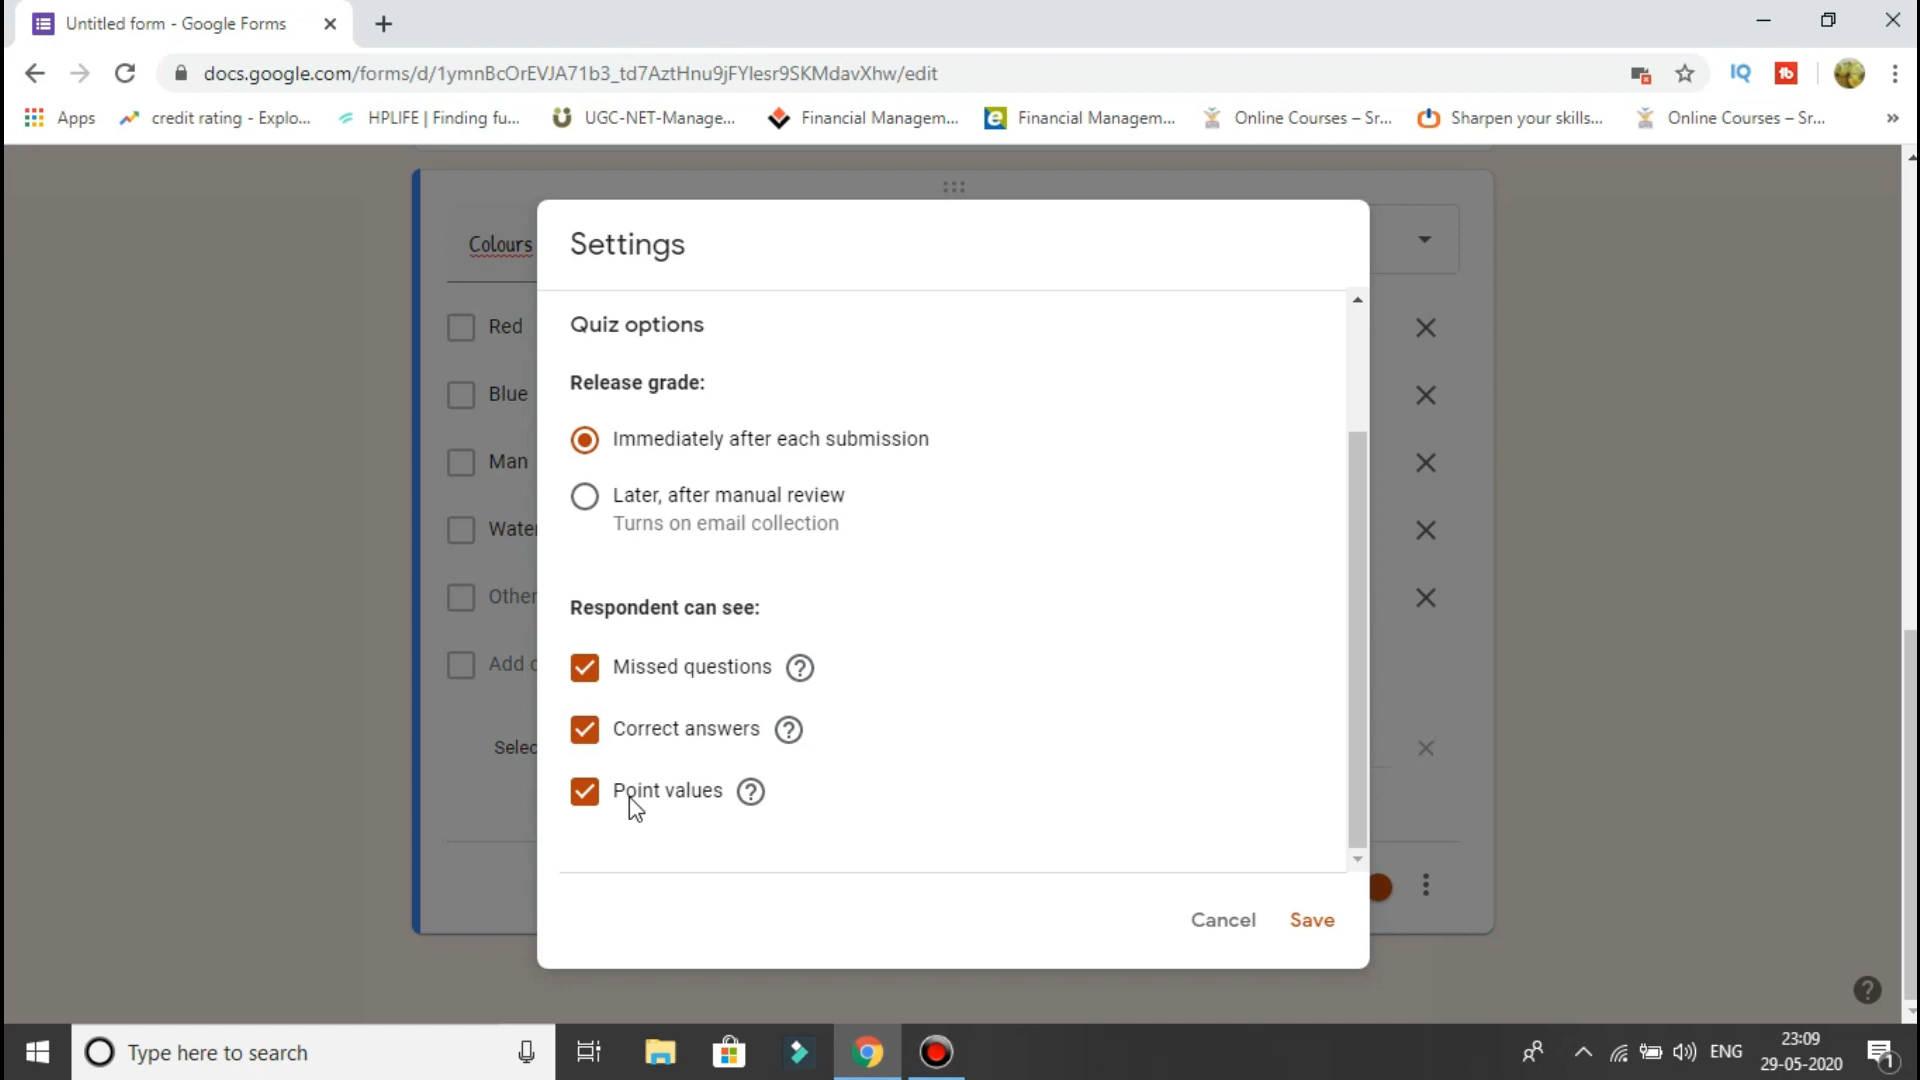 Untitled form - Google Forms
docs.google.com/forms/d/1ymnBcOrEVJA71b3_td7AztHnu9jFYlesr9SKMdavXhw/edit
IQ
tb
Apps
credit rating - Explo...
HPLIFE | Finding fu...
UGC-NET-Manage...
Financial Managem...
Financial Managem...
Online Courses – Sr...
Sharpen your skills...
Online Courses – Sr...
»
Settings
Colours
Quiz options
Red
Release grade:
Blue
Immediately after each submission
Man
Later, after manual review
Turns on email collection
Water
Other
Respondent can see:
Add o
Missed questions
Correct answers
Selec
Point values
Cancel
Save
Type here to search
ENG
23:09
29-05-2020
1